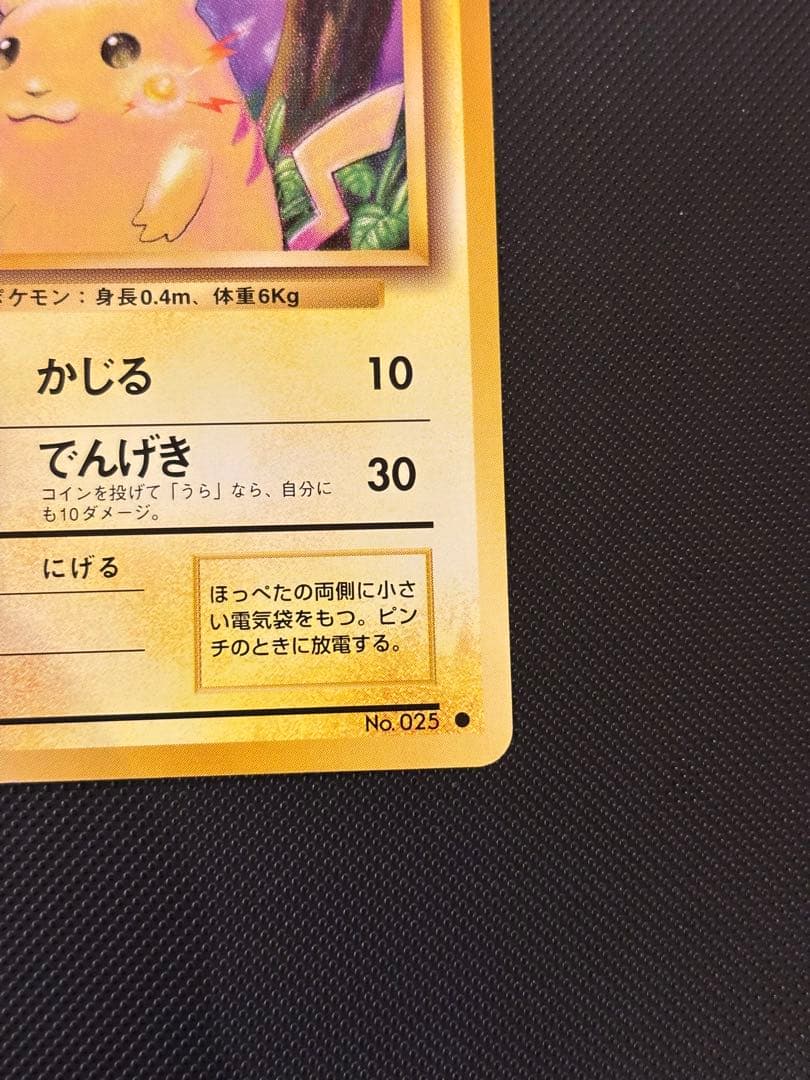 ポケモン：身長0.4m、体重6Kg
かじる 10
でんげき 30
コインを投げて「うら」なら、自分に
も10ダメージ。
にげる
ほっぺたの両側に小さ
い電気袋をもつ。ピン
チのときに放電する。
No. 025 ●